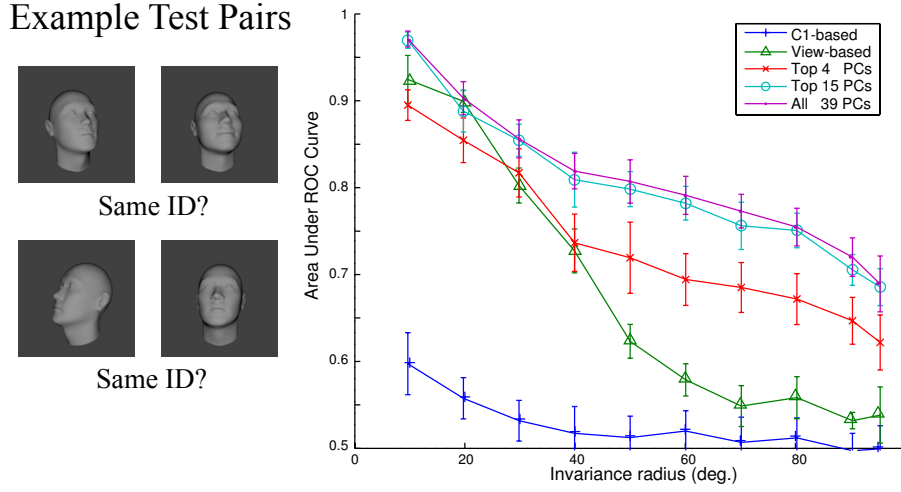 Example Test Pairs
Same ID?
Same ID?
Area Under ROC Curve
1
0.9
0.8
0.7
0.6
0.5
0
20
40
60
80
Invariance radius (deg.)
C1-based
View-based
Top 4 PCs
Top 15 PCs
All 39 PCs